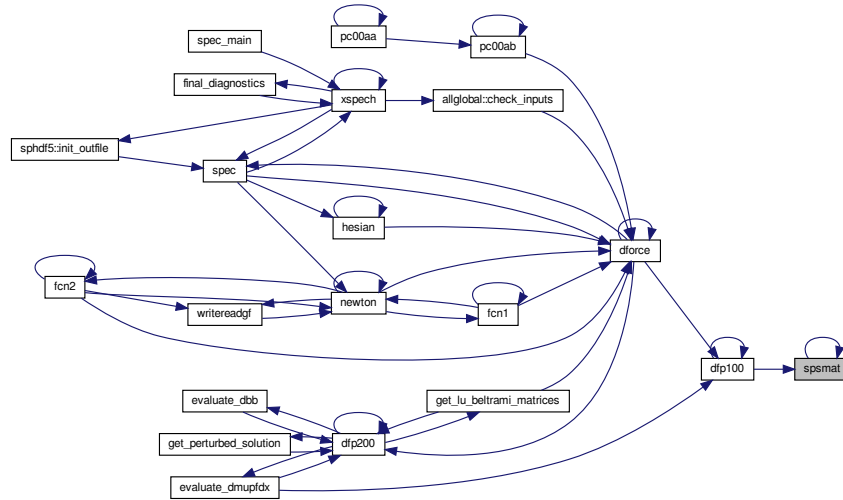 pc00aa
spec_main
pc00ab
final_diagnostics
xspech
allglobal::check_inputs
sphdf5::init_outfile
spec
hesian
dforce
fcn2
newton
writereadgf
fcn1
dfp100
spsmat
evaluate_dbb
get_lu_beltrami_matrices
get_perturbed_solution
dfp200
evaluate_dmupfdx